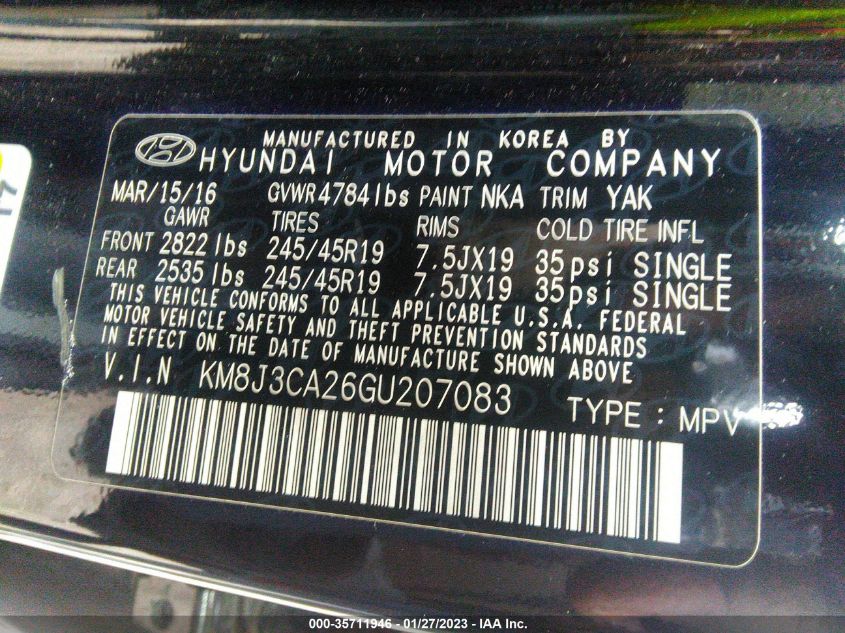 MANUFACTURED IN KOREA BY
HYUNDAI MOTOR COMPANY
MAR/15/16 GVWR 4784 lbs PAINT NKA TRIM YAK
GAWR TIRES RIMS COLD TIRE INFL
FRONT 2822 lbs 245/45R19 7.5JX19 35psi SINGLE
REAR 2535 lbs 245/45R19 7.5JX19 35psi SINGLE
THIS VEHICLE CONFORMS TO ALL APPLICABLE U.S.A. FEDERAL
MOTOR VEHICLE SAFETY AND THEFT PREVENTION STANDARDS
IN EFFECT ON THE DATE OF MANUFACTURE SHOWN ABOVE
V.I.N KM8J3CA26GU207083 TYPE : MPV
000-35711946 - 01/27/2023 - IAA Inc.